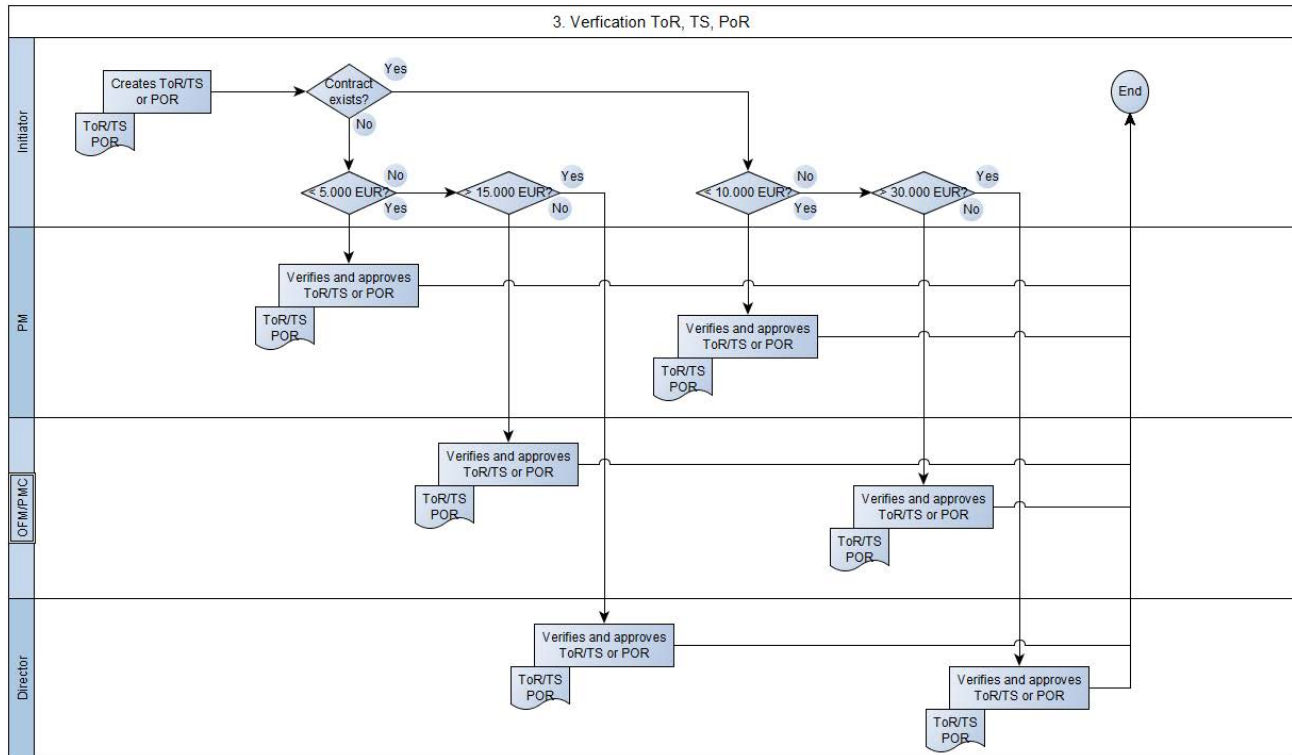 3. Verfication ToR, TS, PoR
Initiator
Creates ToR/TS
or POR
ToR/TS
POR
Contract
exists?
Yes
No
End
< 5.000 EUR?
No
Yes
> 15.000 EUR?
Yes
No
< 10.000 EUR?
No
Yes
> 30.000 EUR?
Yes
No
PM
Verifies and approves
ToR/TS or POR
ToR/TS
POR
Verifies and approves
ToR/TS or POR
ToR/TS
POR
OFM/PMC
Verifies and approves
ToR/TS or POR
ToR/TS
POR
Verifies and approves
ToR/TS or POR
ToR/TS
POR
Director
Verifies and approves
ToR/TS or POR
ToR/TS
POR
Verifies and approves
ToR/TS or POR
ToR/TS
POR